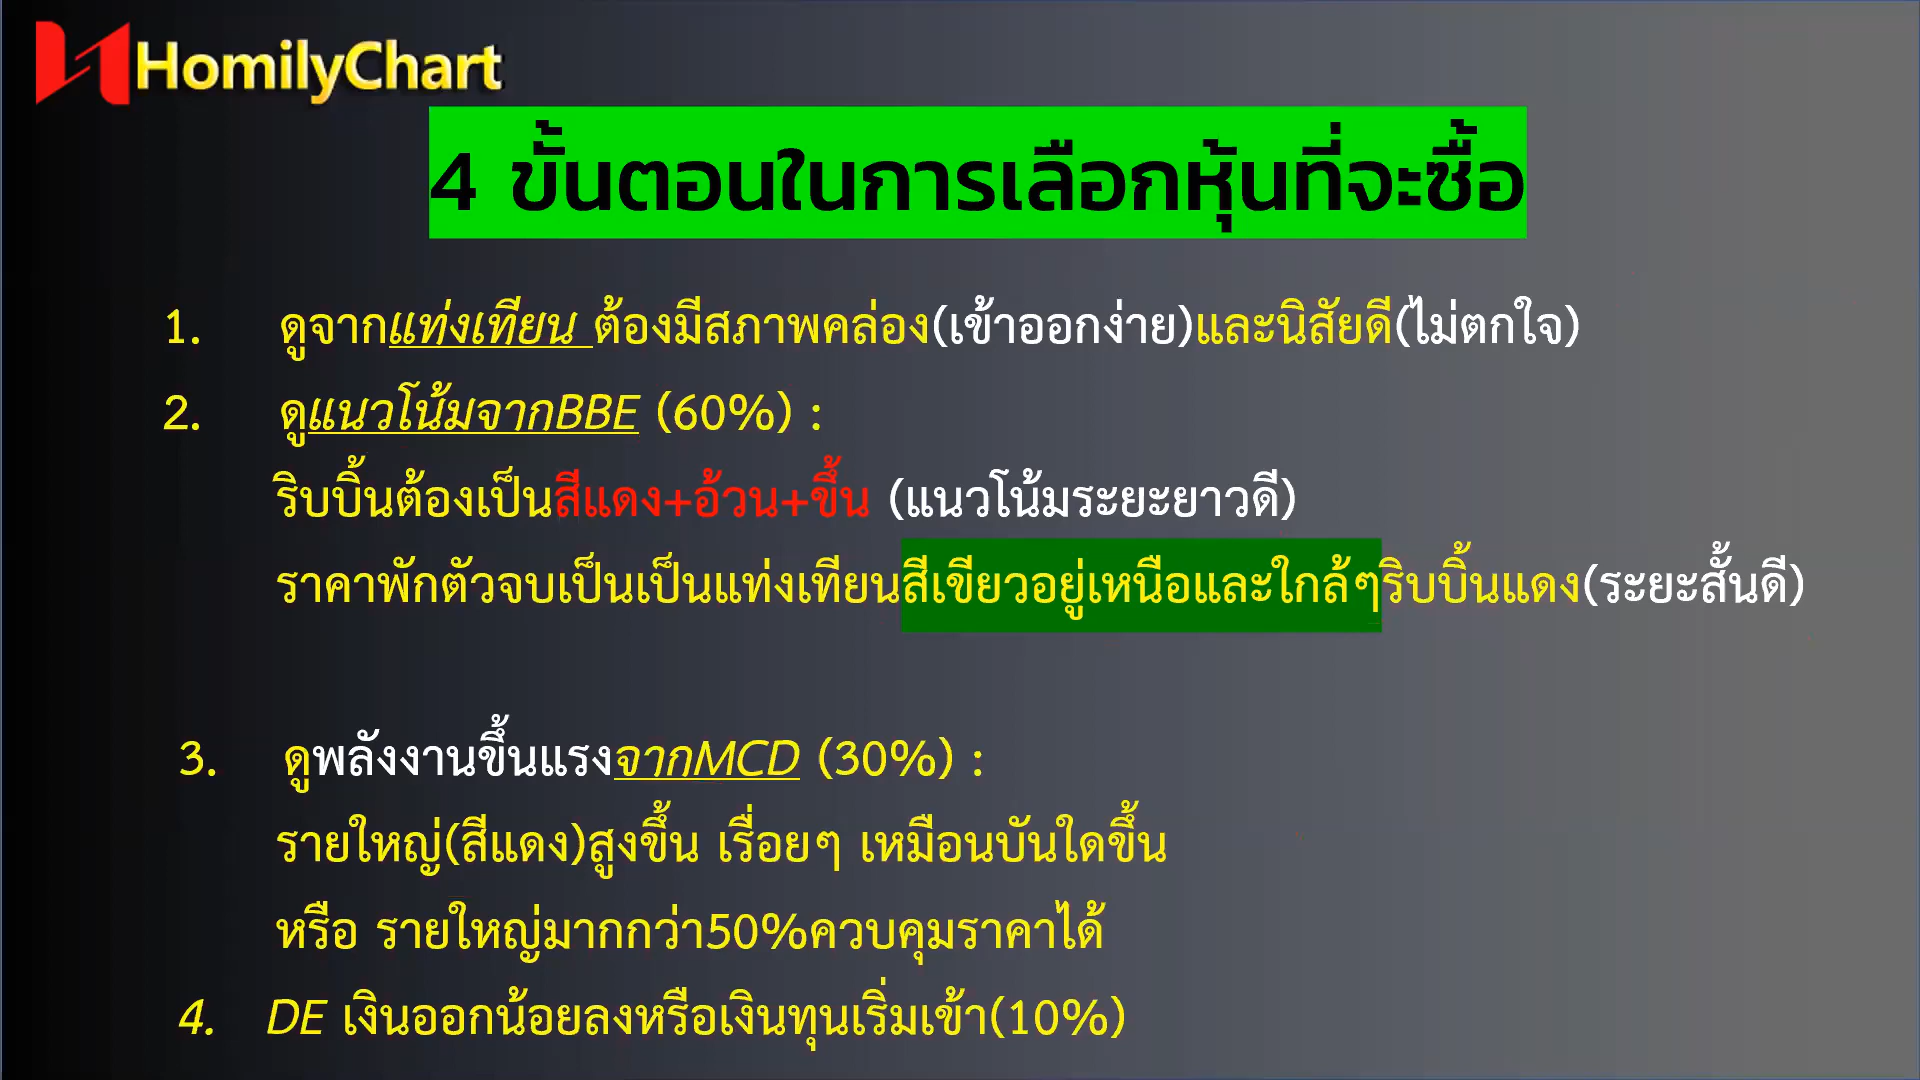 HomilyChart
4 ขั้นตอนในการเลือกหุ้นที่จะซื้อ
1. ดูจากแท่งเทียน ต้องมีสภาพคล่อง(เข้าออกง่าย)และนิสัยดี(ไม่ตกใจ)
2. ดูแนวโน้มจากBBE (60%) :
ริบบิ้นต้องเป็นสีแดง+อ้วน+ขึ้น (แนวโน้มระยะยาวดี)
ราคาพักตัวจบเป็นเป็นแท่งเทียนสีเขียวอยู่เหนือและใกล้ๆริบบิ้นแดง(ระยะสั้นดี)
3. ดูพลังงานขึ้นแรงจากMCD (30%) :
รายใหญ่(สีแดง)สูงขึ้น เรื่อยๆ เหมือนบันใดขึ้น
หรือ รายใหญ่มากกว่า50%ควบคุมราคาได้
4. DE เงินออกน้อยลงหรือเงินทุนเริ่มเข้า(10%)